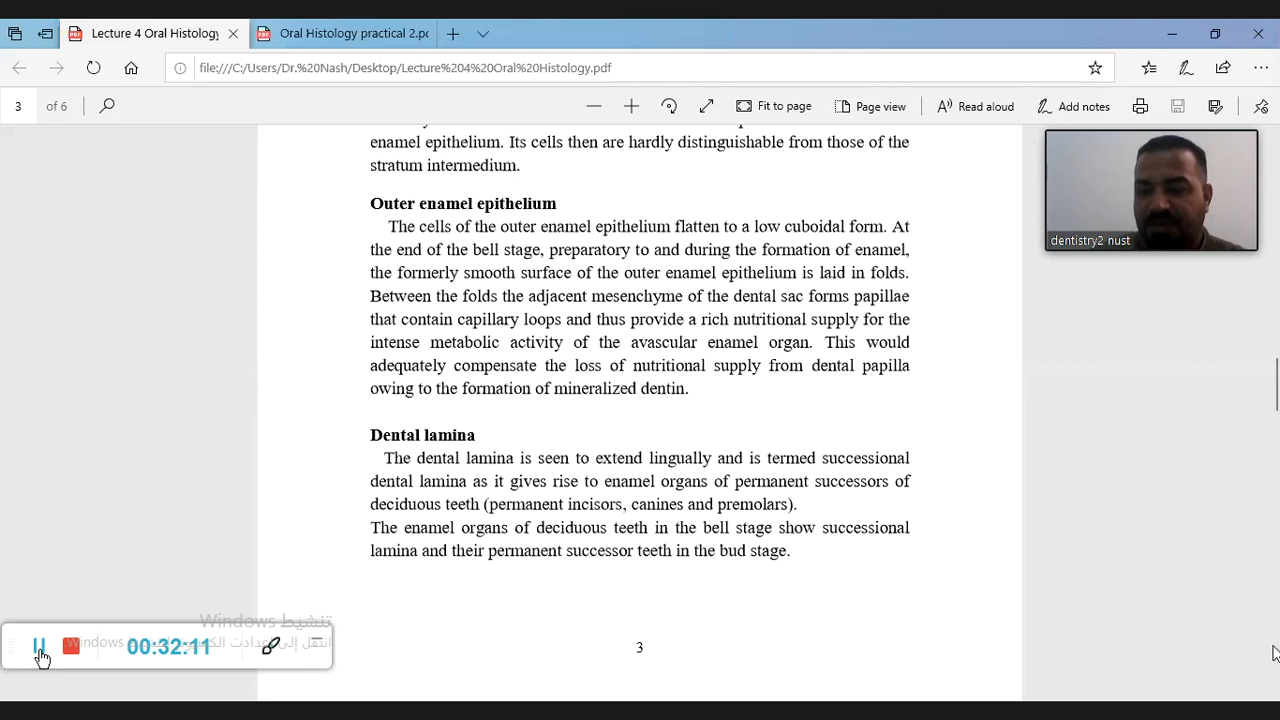 Lecture 4 Oral Histology
Oral Histology practical 2.pc
file:///C:/Users/Dr.%20Nash/Desktop/Lecture%204%20Oral%20Histology.pdf
3 of 6
Fit to page
Page view
Read aloud
Add notes
enamel epithelium. Its cells then are hardly distinguishable from those of the
stratum intermedium.
dentistry2 nust
Outer enamel epithelium
The cells of the outer enamel epithelium flatten to a low cuboidal form. At
the end of the bell stage, preparatory to and during the formation of enamel,
the formerly smooth surface of the outer enamel epithelium is laid in folds.
Between the folds the adjacent mesenchyme of the dental sac forms papillae
that contain capillary loops and thus provide a rich nutritional supply for the
intense metabolic activity of the avascular enamel organ. This would
adequately compensate the loss of nutritional supply from dental papilla
owing to the formation of mineralized dentin.
Dental lamina
The dental lamina is seen to extend lingually and is termed successional
dental lamina as it gives rise to enamel organs of permanent successors of
deciduous teeth (permanent incisors, canines and premolars).
The enamel organs of deciduous teeth in the bell stage show successional
lamina and their permanent successor teeth in the bud stage.
تنشيط Windows
انتقل إلى إعدادات Windows
00:32:11
3